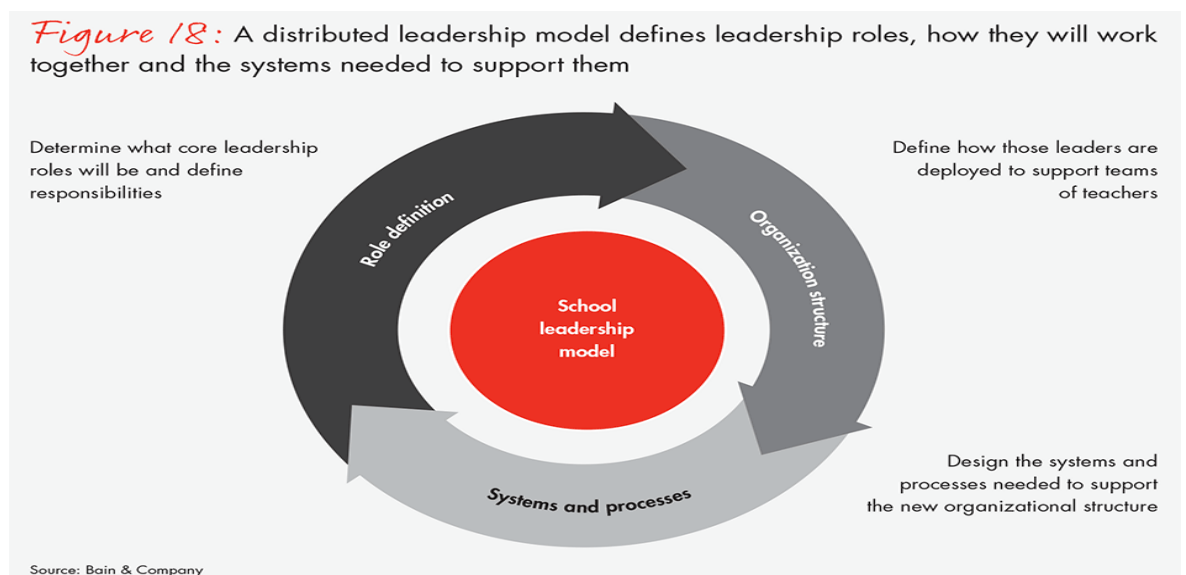 Figure 18: A distributed leadership model defines leadership roles, how they will work
together and the systems needed to support them
Determine what core leadership
roles will be and define
responsibilities
Define how those leaders are
deployed to support teams
of teachers
Role definition
Organization structure
School
leadership
model
Systems and processes
Design the systems and
processes needed to support
the new organizational structure
Source: Bain & Company